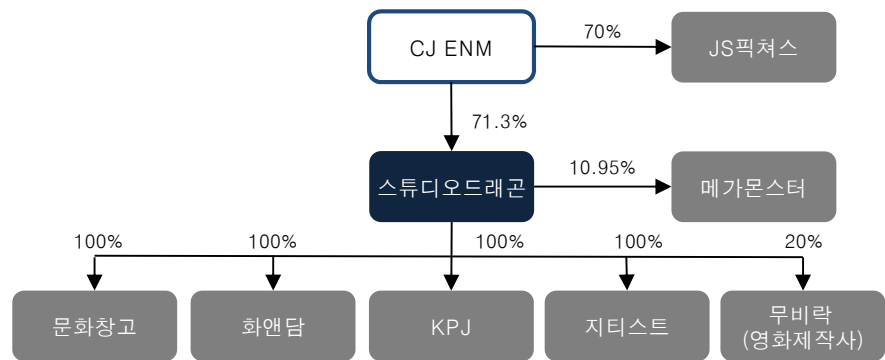 CJ ENM
70%
JS픽쳐스
71.3%
스튜디오드래곤
10.95%
메가몬스터
100%
100%
100%
100%
20%
문화창고
화앤담
KPJ
지티스트
무비락
(영화제작사)